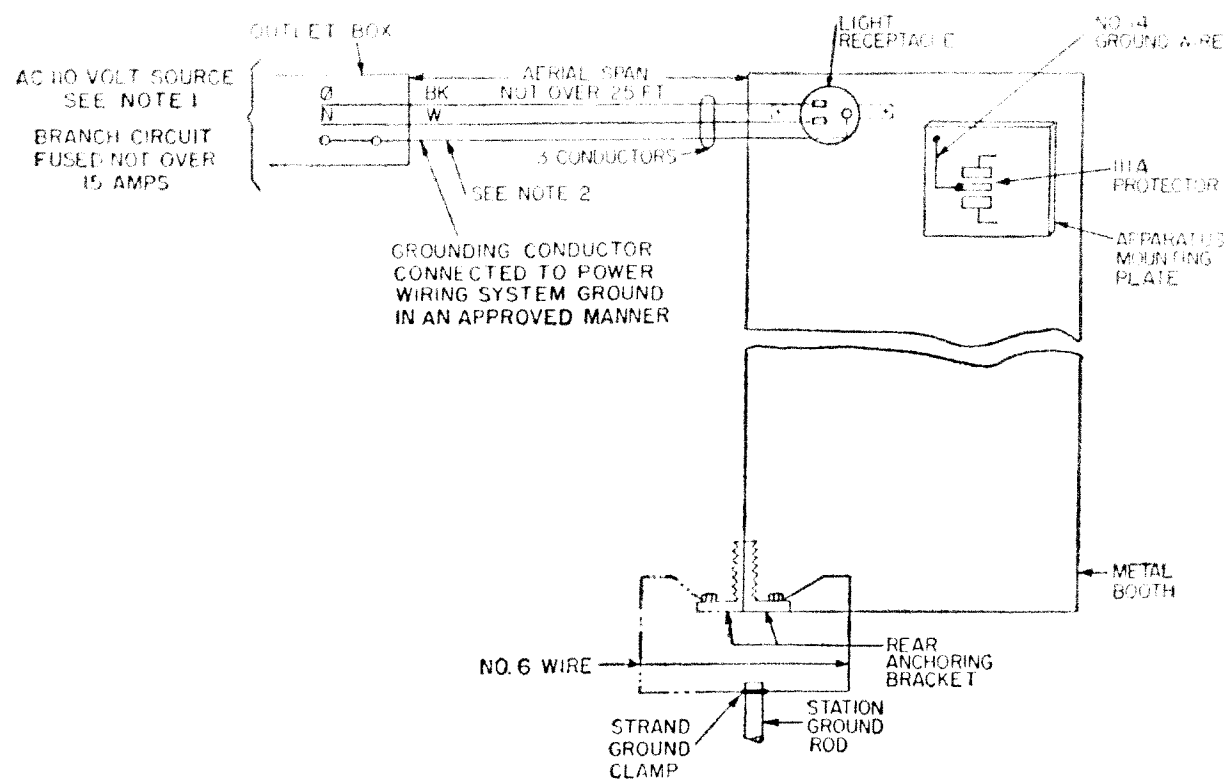 OUTLET BOX
AC 110 VOLT SOURCE
SEE NOTE 1
BRANCH CIRCUIT
FUSED NOT OVER
15 AMPS
Ø
N
BK
W
AERIAL SPAN
NOT OVER 25 FT
3 CONDUCTORS
SEE NOTE 2
GROUNDING CONDUCTOR
CONNECTED TO POWER
WIRING SYSTEM GROUND
IN AN APPROVED MANNER
LIGHT
RECEPTACLE
NO. 14
GROUND WIRE
111A
PROTECTOR
APPARATUS
MOUNTING
PLATE
METAL
BOOTH
NO. 6 WIRE
REAR
ANCHORING
BRACKET
STRAND
GROUND
CLAMP
STATION
GROUND
ROD